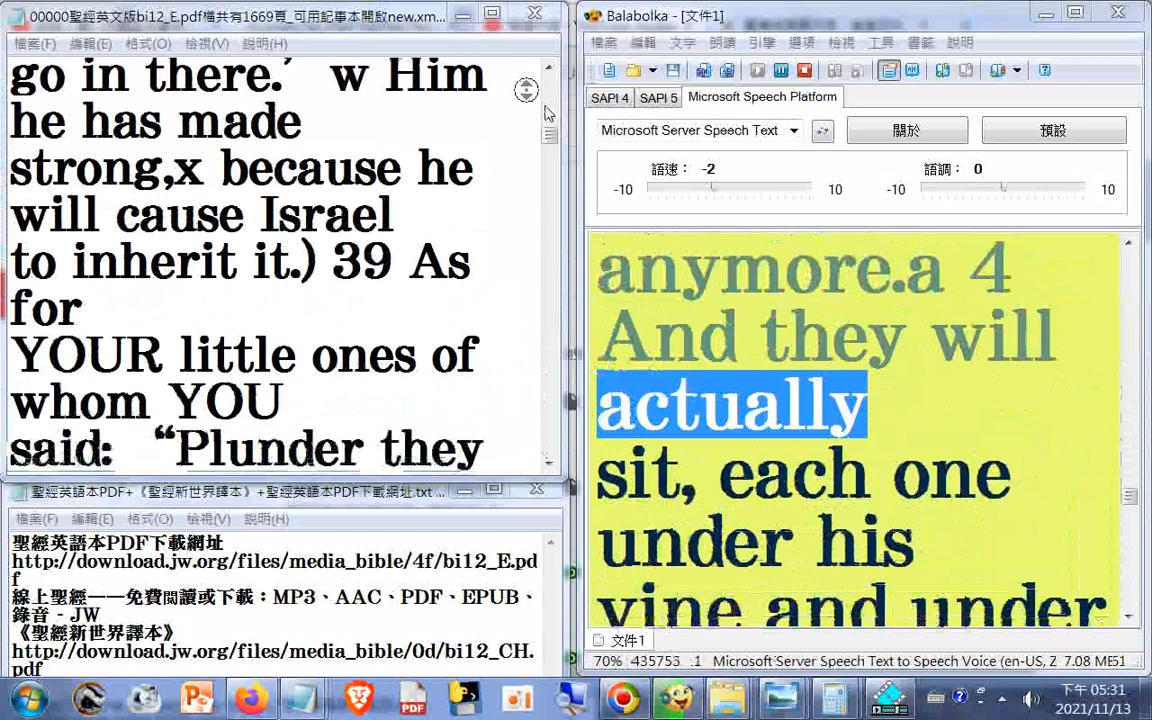 00000聖經英文版bi12_E.pdf檔共有1669頁_可用記事本開啟new.xm...
檔案(F) 編輯(E) 格式(O) 檢視(V) 說明(H)
go in there.’ w Him
he has made
strong,x because he
will cause Israel
to inherit it.) 39 As
for
YOUR little ones of
whom YOU
said: “Plunder they
聖經英語本PDF+《聖經新世界譯本》+聖經英語本PDF下載網址.txt ...
檔案(F) 編輯(E) 格式(O) 檢視(V) 說明(H)
聖經英語本PDF下載網址
http://download.jw.org/files/media_bible/4f/bi12_E.pd
f
線上聖經——免費閱讀或下載：MP3、AAC、PDF、EPUB、
錄音 - JW
《聖經新世界譯本》
http://download.jw.org/files/media_bible/0d/bi12_CH.
pdf
Balabolka - [文件1]
檔案 編輯 文字 朗讀 引擎 選項 檢視 工具 書籤 說明
SAPI 4 SAPI 5 Microsoft Speech Platform
Microsoft Server Speech Text 關於 預設
語速： -2 語調： 0
-10 10 -10 10
anymore.a 4
And they will
actually
sit, each one
under his
vine and under
文件1
70% 435753 .1 Microsoft Server Speech Text to Speech Voice (en-US, Z 7.08 ME51
下午 05:31
2021/11/13